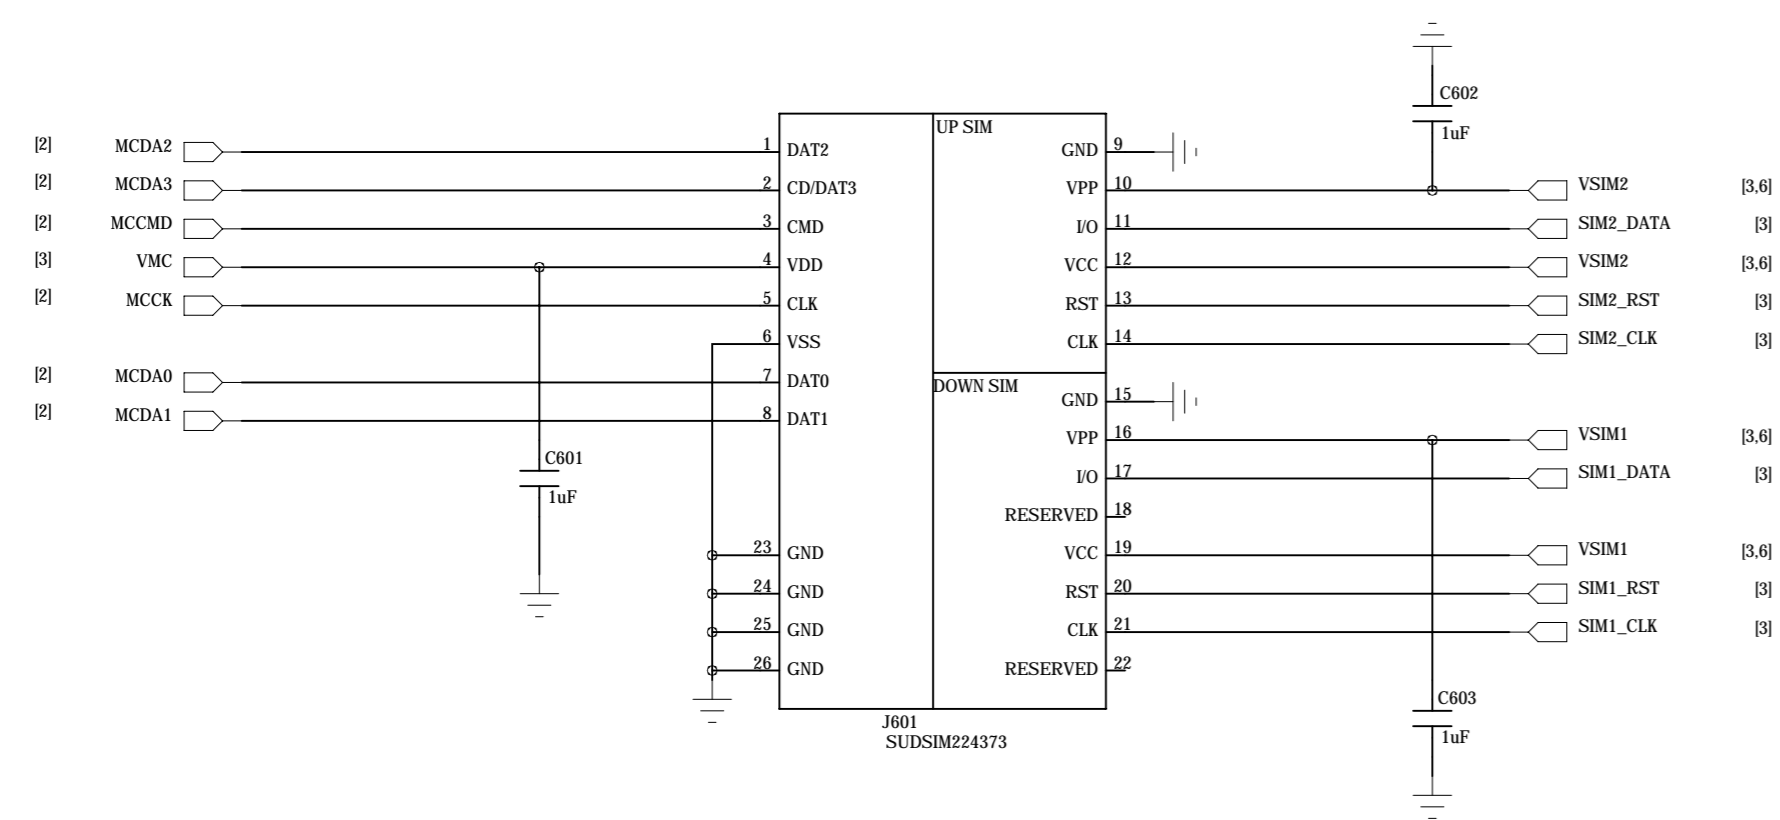 C602
1uF
UP SIM
[2] MCDA2 1 DAT2 GND 9
[2] MCDA3 2 CD/DAT3 VPP 10 VSIM2 [3,6]
[2] MCCMD 3 CMD I/O 11 SIM2_DATA [3]
[3] VMC 4 VDD VCC 12 VSIM2 [3,6]
[2] MCCK 5 CLK RST 13 SIM2_RST [3]
6 VSS CLK 14 SIM2_CLK [3]
[2] MCDA0 7 DAT0
DOWN SIM
GND 15
[2] MCDA1 8 DAT1
VPP 16 VSIM1 [3,6]
C601
1uF
I/O 17 SIM1_DATA [3]
RESERVED 18
23 GND VCC 19 VSIM1 [3,6]
24 GND RST 20 SIM1_RST [3]
25 GND CLK 21 SIM1_CLK [3]
26 GND RESERVED 22
C603
1uF
J601
SUDSIM224373